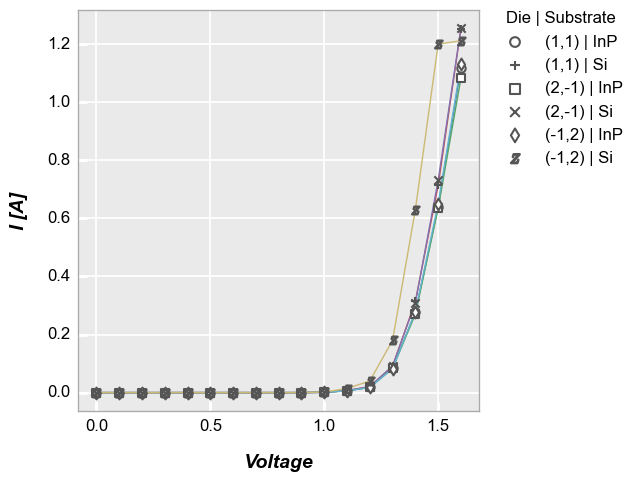 Die | Substrate
(1,1) | InP
(1,1) | Si
(2,-1) | InP
(2,-1) | Si
(-1,2) | InP
(-1,2) | Si
I [A]
1.2
1.0
0.8
0.6
0.4
0.2
0.0
0.0 0.5 1.0 1.5
Voltage